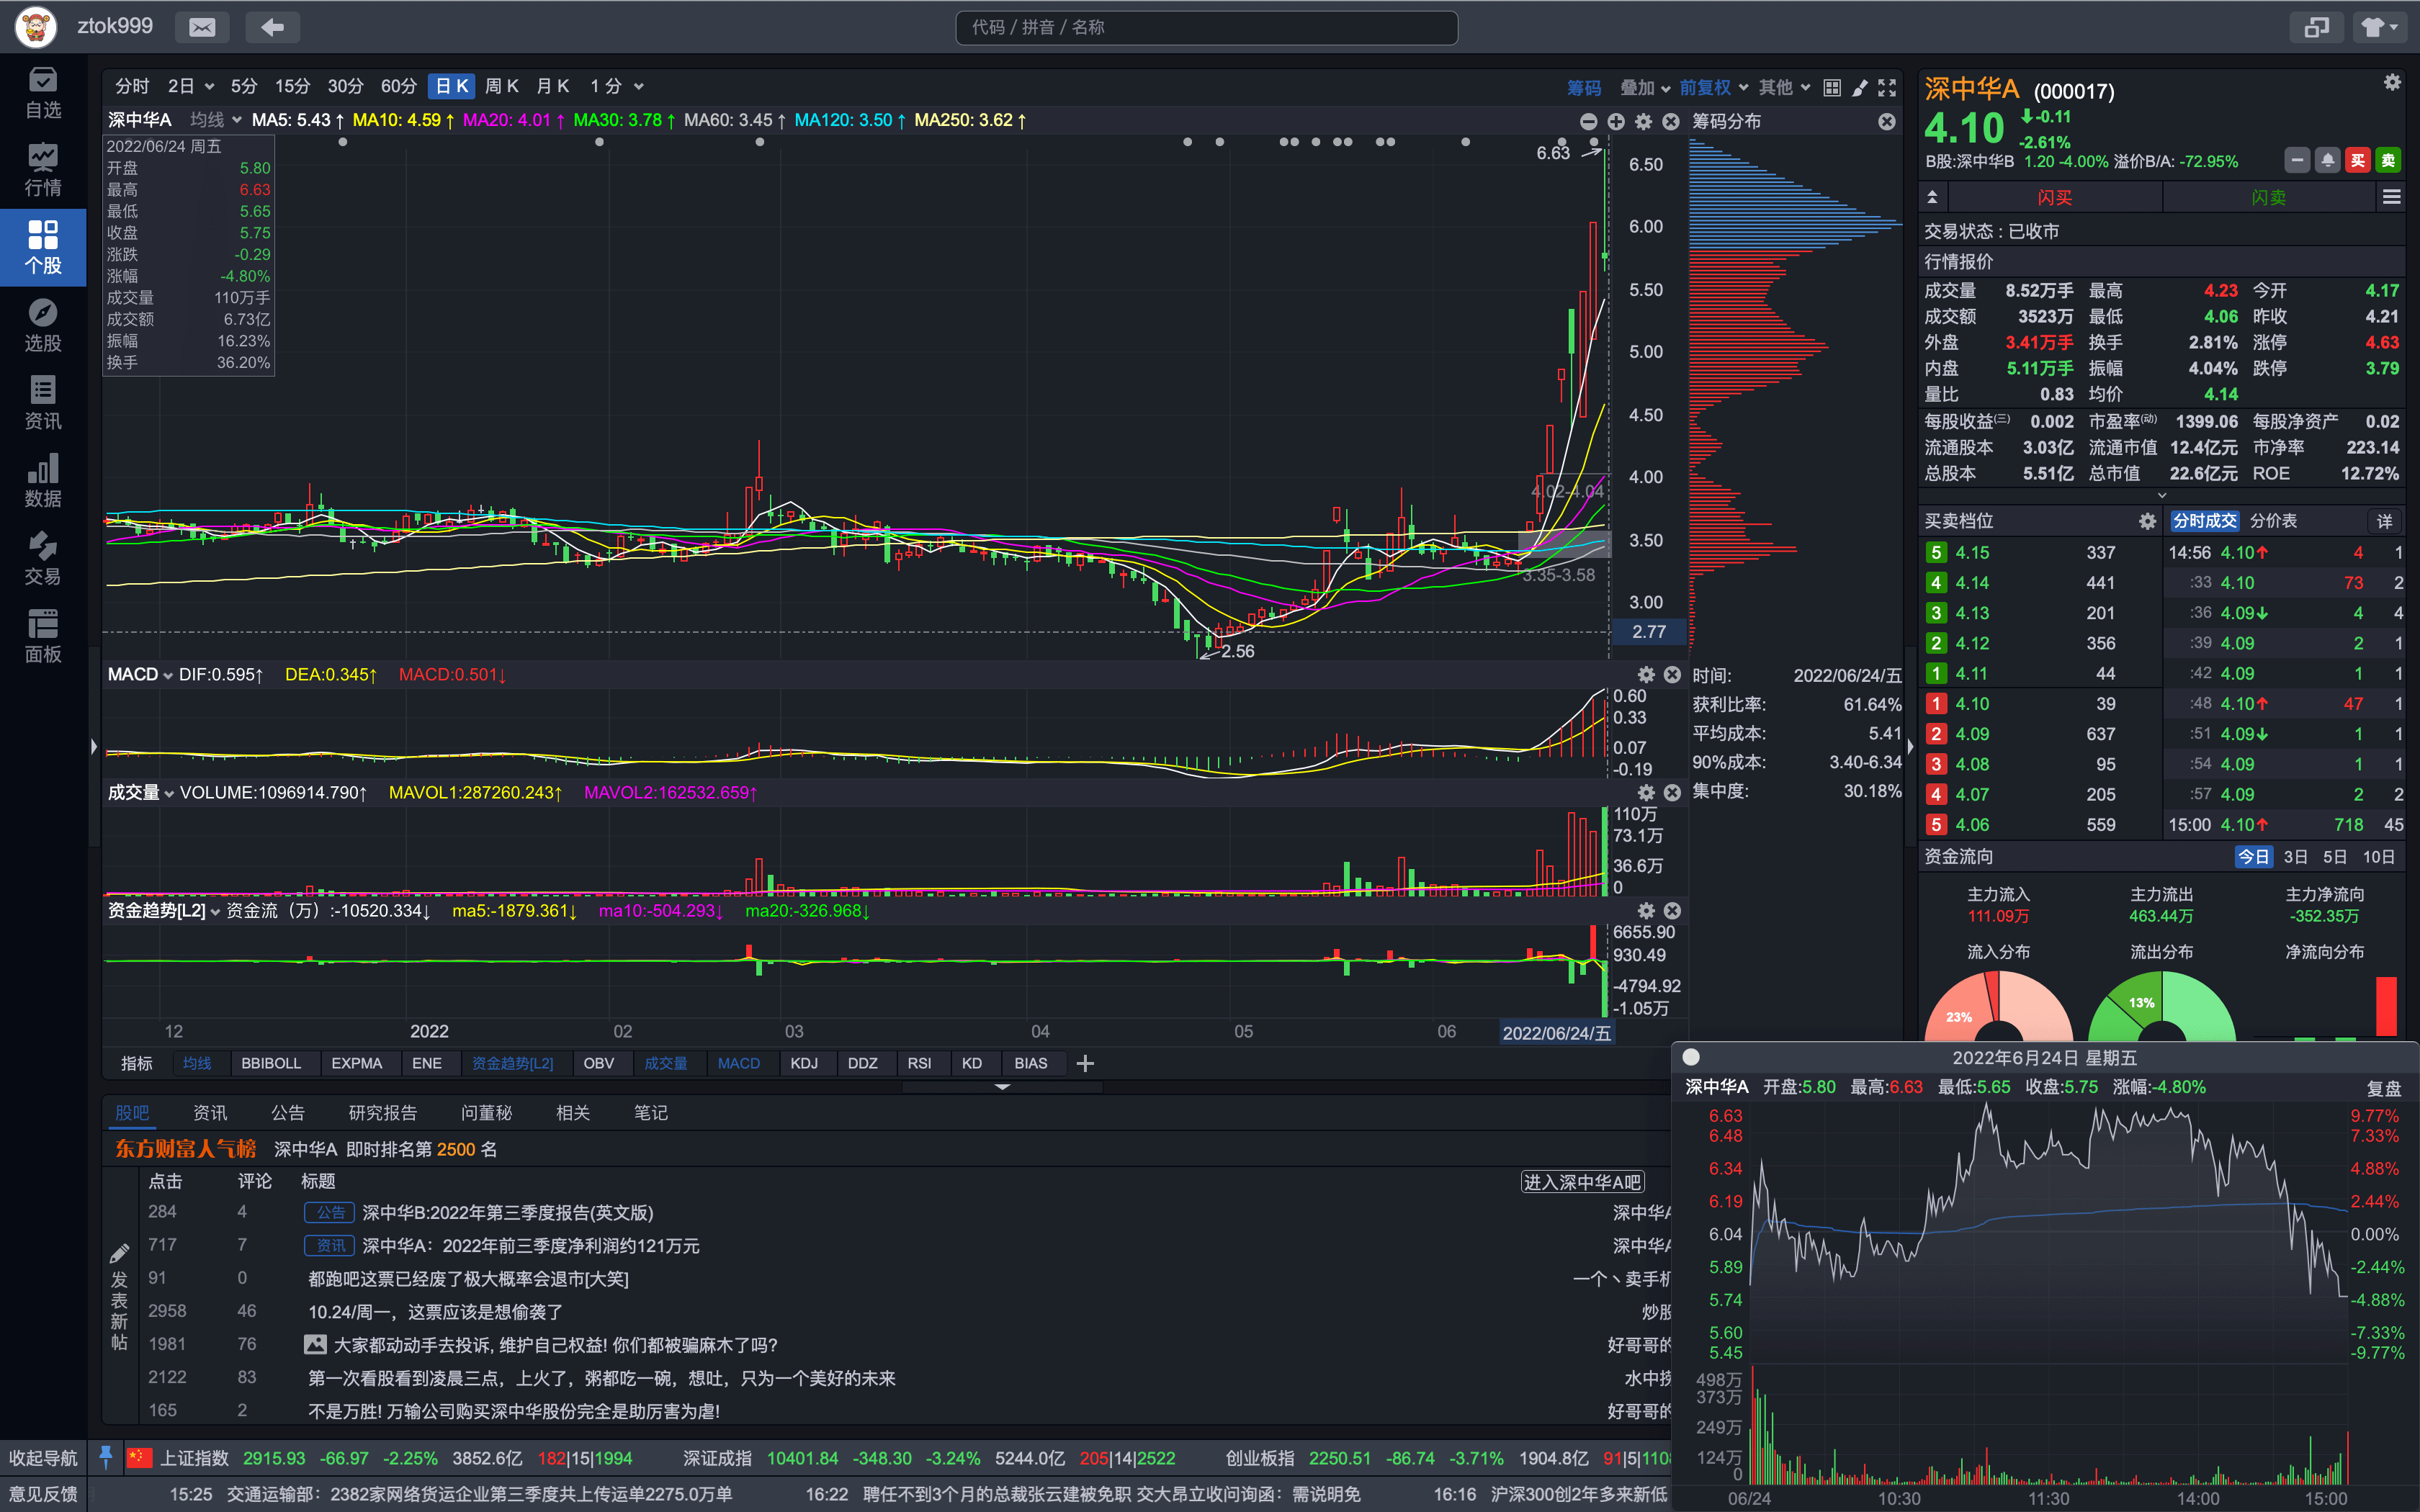 ztok999
代码 / 拼音 / 名称
自选
行情
个股
选股
资讯
数据
交易
面板
分时 2日 5分 15分 30分 60分 日K 周K 月K 1分
筹码 叠加 前复权 其他
深中华A 均线 MA5: 5.43↑ MA10: 4.59↑ MA20: 4.01↑ MA30: 3.78↑ MA60: 3.45↑ MA120: 3.50↑ MA250: 3.62↑
筹码分布
2022/06/24 周五
开盘 5.80
最高 6.63
最低 5.65
收盘 5.75
涨跌 -0.29
涨幅 -4.80%
成交量 110万手
成交额 6.73亿
振幅 16.23%
换手 36.20%
6.63
6.50
6.00
5.50
5.00
4.50
4.00
3.50
3.00
2.77
4.02-4.04
3.35-3.58
2.56
MACD DIF:0.595↑ DEA:0.345↑ MACD:0.501↓
0.60
0.33
0.07
-0.19
成交量 VOLUME:1096914.790↑ MAVOL1:287260.243↑ MAVOL2:162532.659↑
110万
73.1万
36.6万
0
资金趋势[L2] 资金流（万）:-10520.334↓ ma5:-1879.361↓ ma10:-504.293↓ ma20:-326.968↓
6655.90
930.49
-4794.92
-1.05万
12 2022 02 03 04 05 06 2022/06/24/五
时间: 2022/06/24/五
获利比率: 61.64%
平均成本: 5.41
90%成本: 3.40-6.34
集中度: 30.18%
指标 均线 BBIBOLL EXPMA ENE 资金趋势[L2] OBV 成交量 MACD KDJ DDZ RSI KD BIAS
股吧 资讯 公告 研究报告 问董秘 相关 笔记
东方财富人气榜 深中华A 即时排名第 2500 名
点击 评论 标题 进入深中华A吧
284 4 公告 深中华B:2022年第三季度报告(英文版) 深中华A
717 7 资讯 深中华A：2022年前三季度净利润约121万元 深中华A
91 0 都跑吧这票已经废了极大概率会退市[大笑] 一个丶卖手机
2958 46 10.24/周一，这票应该是想偷袭了 炒股
1981 76 大家都动动手去投诉, 维护自己权益! 你们都被骗麻木了吗? 好哥哥的
2122 83 第一次看股看到凌晨三点，上火了，粥都吃一碗，想吐，只为一个美好的未来 水中捞
165 2 不是万胜! 万输公司购买深中华股份完全是助厉害为虐! 好哥哥的
发表新帖
深中华A (000017)
4.10 -0.11
-2.61%
B股:深中华B 1.20 -4.00% 溢价B/A: -72.95%
买 卖
闪买 闪卖
交易状态 : 已收市
行情报价
成交量 8.52万手 最高 4.23 今开 4.17
成交额 3523万 最低 4.06 昨收 4.21
外盘 3.41万手 换手 2.81% 涨停 4.63
内盘 5.11万手 振幅 4.04% 跌停 3.79
量比 0.83 均价 4.14
每股收益(三) 0.002 市盈率(动) 1399.06 每股净资产 0.02
流通股本 3.03亿 流通市值 12.4亿元 市净率 223.14
总股本 5.51亿 总市值 22.6亿元 ROE 12.72%
买卖档位 分时成交 分价表 详
5 4.15 337 14:56 4.10↑ 4 1
4 4.14 441 :33 4.10 73 2
3 4.13 201 :36 4.09↓ 4 4
2 4.12 356 :39 4.09 2 1
1 4.11 44 :42 4.09 1 1
1 4.10 39 :48 4.10↑ 47 1
2 4.09 637 :51 4.09↓ 1 1
3 4.08 95 :54 4.09 1 1
4 4.07 205 :57 4.09 2 2
5 4.06 559 15:00 4.10↑ 718 45
资金流向 今日 3日 5日 10日
主力流入 主力流出 主力净流向
111.09万 463.44万 -352.35万
流入分布 流出分布 净流向分布
23% 13%
2022年6月24日 星期五
深中华A 开盘:5.80 最高:6.63 最低:5.65 收盘:5.75 涨幅:-4.80% 复盘
6.63 9.77%
6.48 7.33%
6.34 4.88%
6.19 2.44%
6.04 0.00%
5.89 -2.44%
5.74 -4.88%
5.60 -7.33%
5.45 -9.77%
498万
373万
249万
124万
0
06/24 10:30 11:30 14:00 15:00
收起导航 上证指数 2915.93 -66.97 -2.25% 3852.6亿 182|15|1994 深证成指 10401.84 -348.30 -3.24% 5244.0亿 205|14|2522 创业板指 2250.51 -86.74 -3.71% 1904.8亿 91|5|110
意见反馈 15:25 交通运输部：2382家网络货运企业第三季度共上传运单2275.0万单 16:22 聘任不到3个月的总裁张云建被免职 交大昂立收问询函：需说明免 16:16 沪深300创2年多来新低